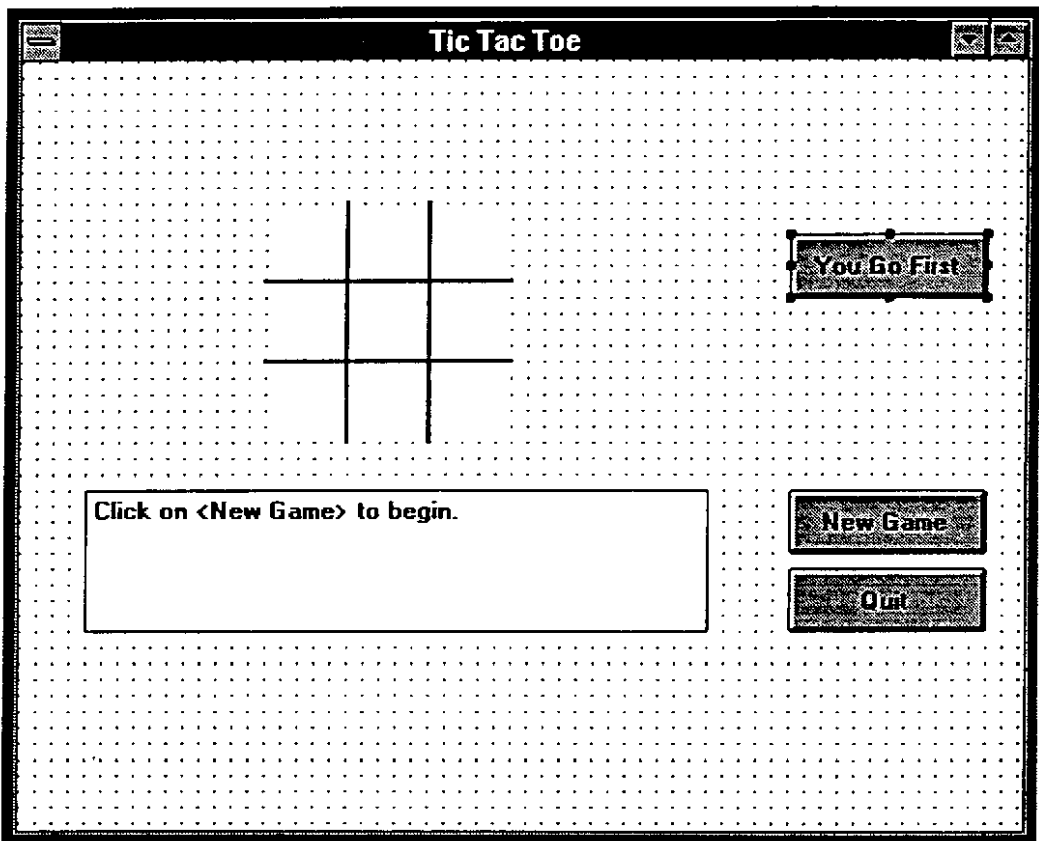 Tic Tac Toe
You Go First
Click on <New Game> to begin.
New Game
Quit